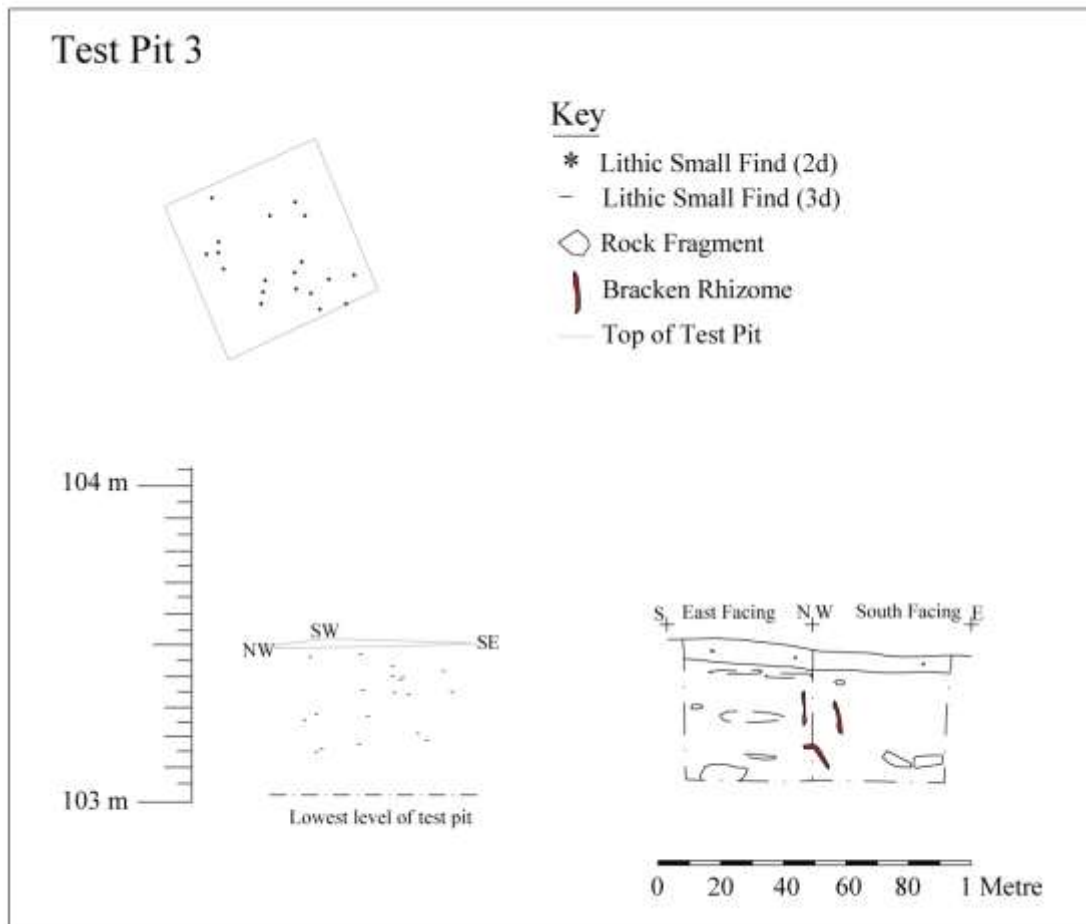 Test Pit 3
Key
* Lithic Small Find (2d)
– Lithic Small Find (3d)
Rock Fragment
Bracken Rhizome
Top of Test Pit
104 m
SW
NW
SE
103 m
Lowest level of test pit
S East Facing N W South Facing E
0 20 40 60 80 1 Metre